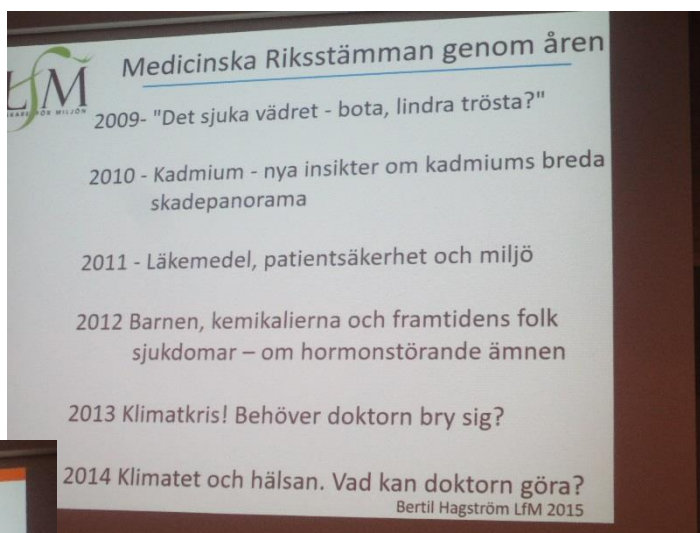 LfM
Medicinska Riksstämman genom åren
2009- "Det sjuka vädret - bota, lindra trösta?"
2010 - Kadmium - nya insikter om kadmiums breda
skadepanorama
2011 - Läkemedel, patientsäkerhet och miljö
2012 Barnen, kemikalierna och framtidens folk
sjukdomar – om hormonstörande ämnen
2013 Klimatkris! Behöver doktorn bry sig?
2014 Klimatet och hälsan. Vad kan doktorn göra?
Bertil Hagström LfM 2015